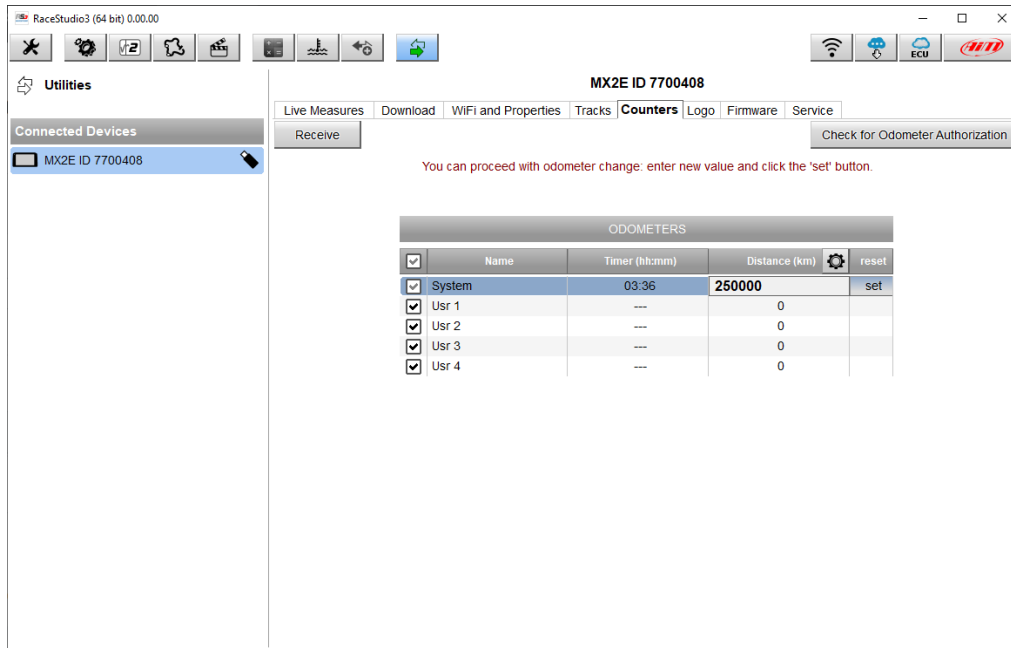 RaceStudio3 (64 bit) 0.00.00
ECU
AiM
Utilities
MX2E ID 7700408
Live Measures Download WiFi and Properties Tracks Counters Logo Firmware Service
Connected Devices
Receive Check for Odometer Authorization
MX2E ID 7700408
You can proceed with odometer change: enter new value and click the 'set' button.
ODOMETERS
Name Timer (hh:mm) Distance (km) reset
System 03:36 250000 set
Usr 1 --- 0
Usr 2 --- 0
Usr 3 --- 0
Usr 4 --- 0